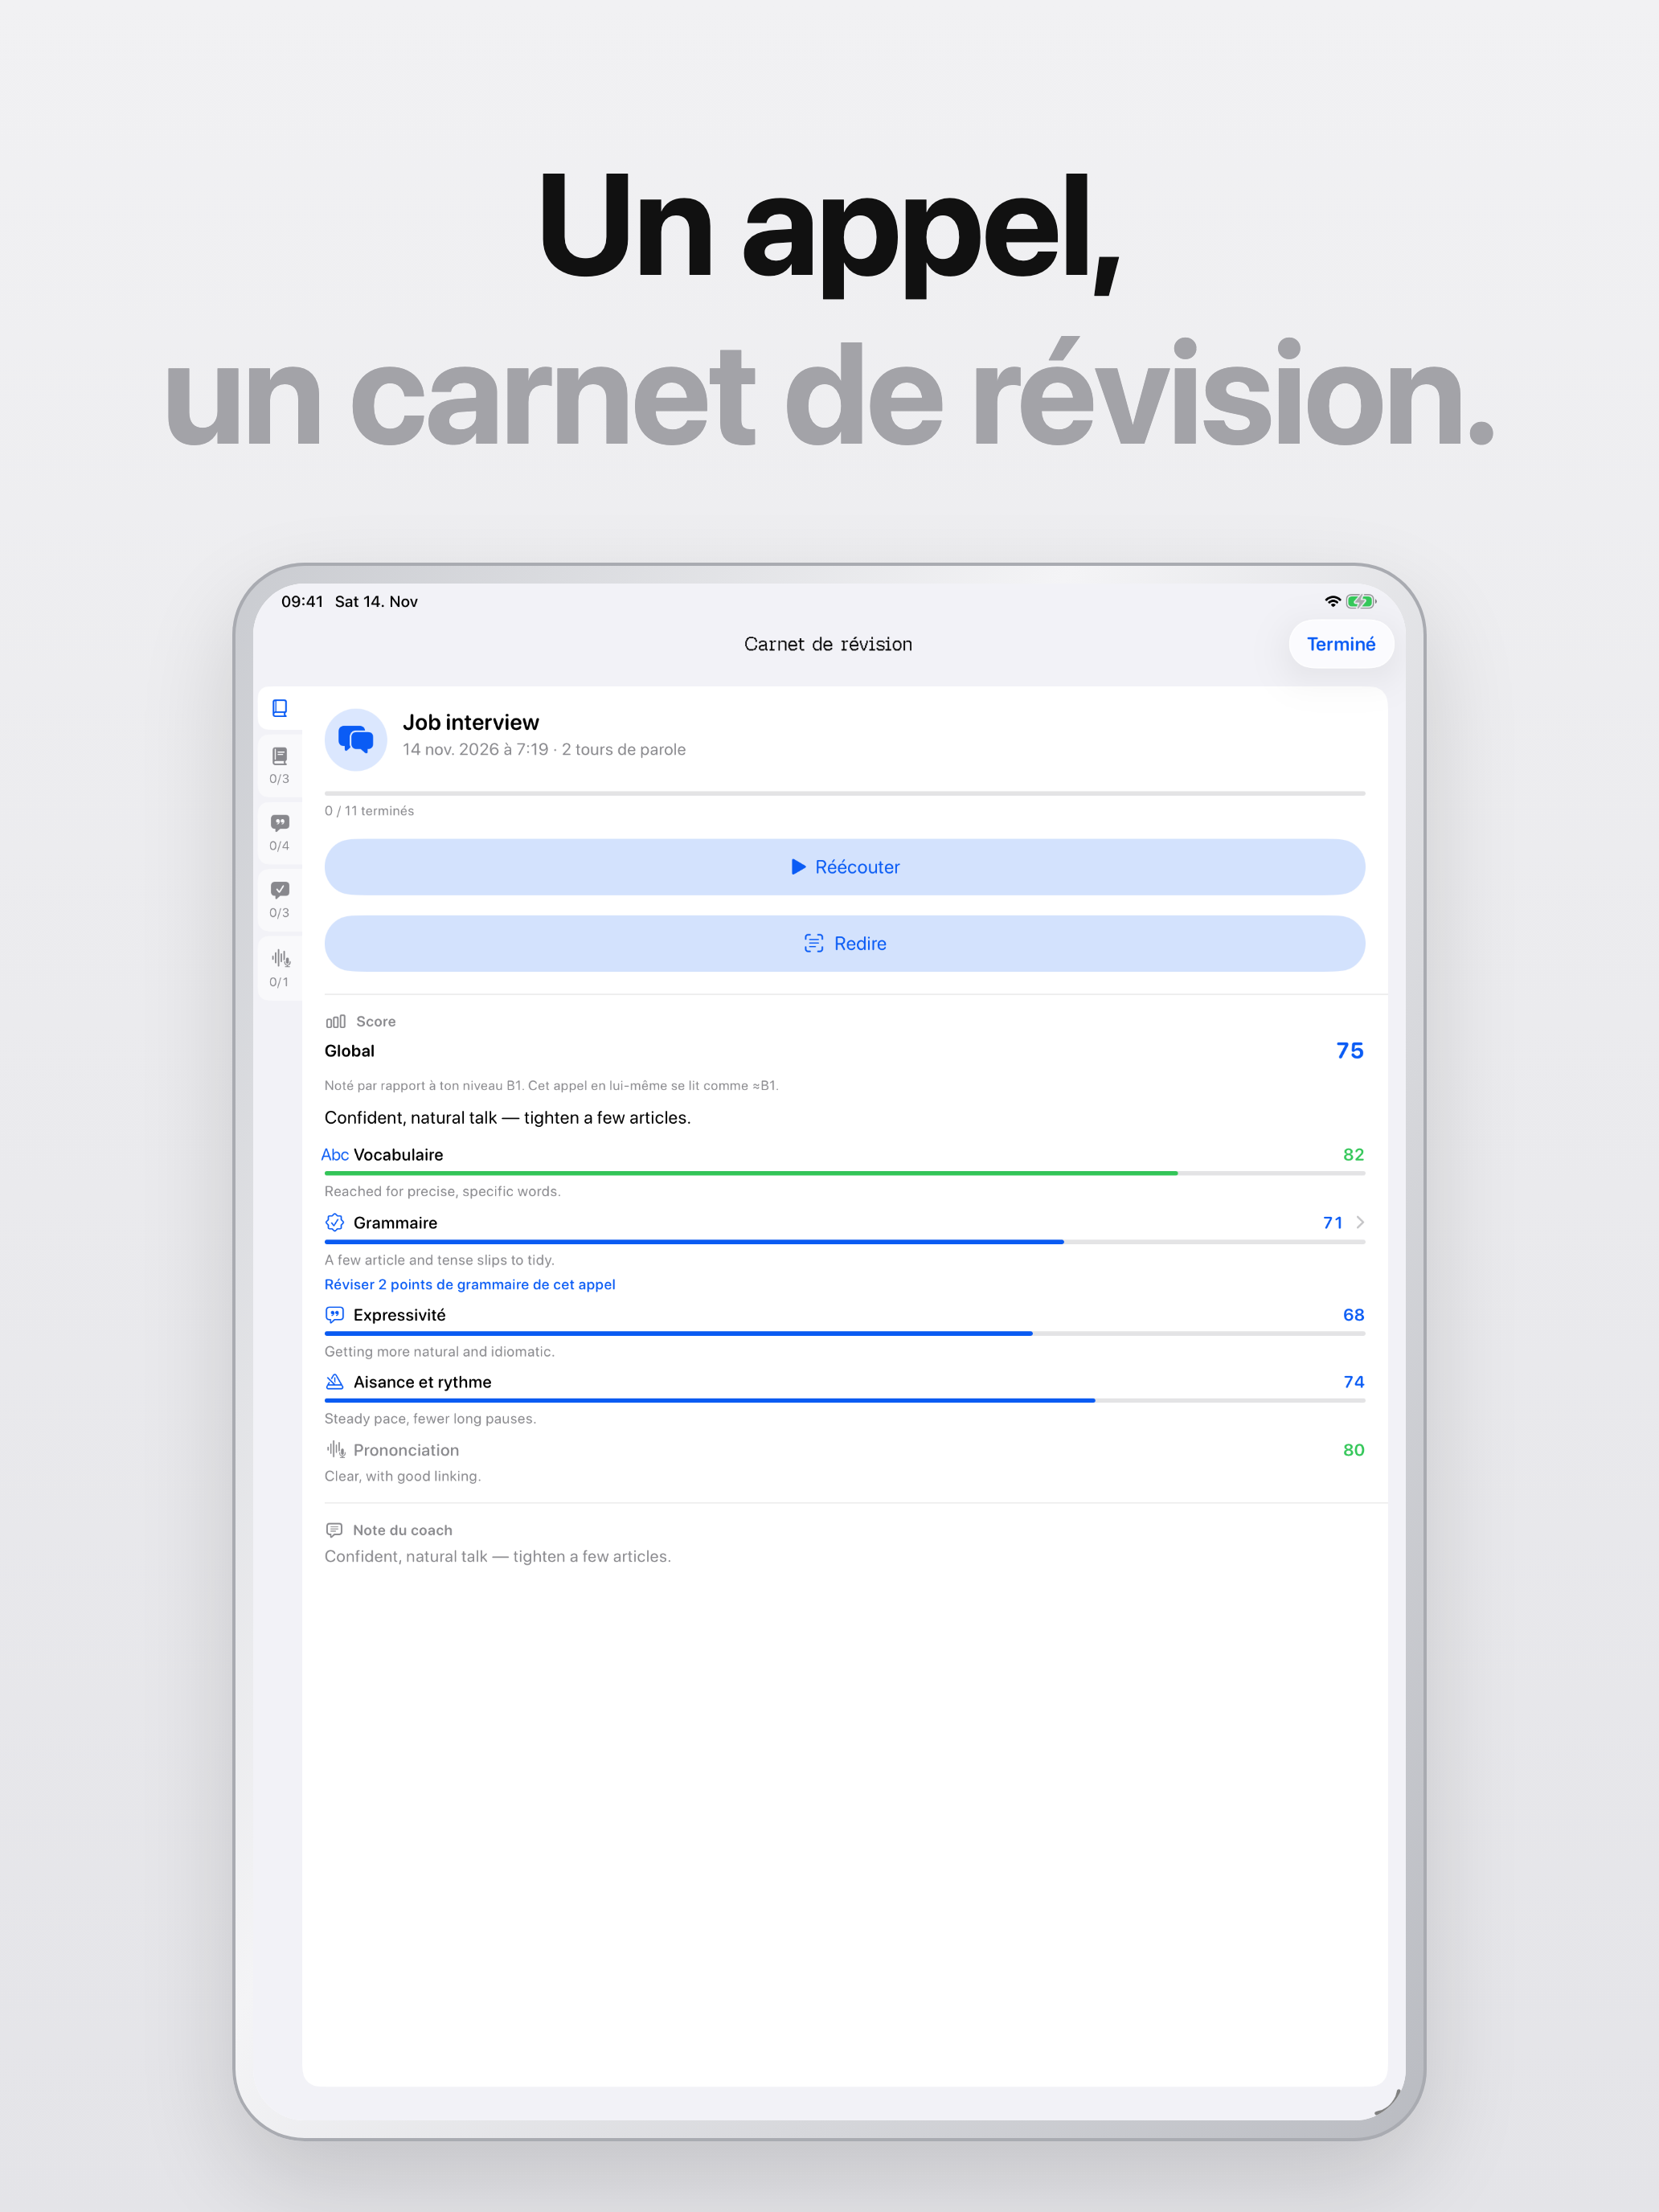 Un appel,
un carnet de révision.
09:41 Sat 14. Nov
Carnet de révision
Terminé
Job interview
14 nov. 2026 à 7:19 · 2 tours de parole
0/3
0 / 11 terminés
0/4
Réécouter
0/3
Redire
0/1
Score
Global 75
Noté par rapport à ton niveau B1. Cet appel en lui-même se lit comme ≈B1.
Confident, natural talk — tighten a few articles.
Abc Vocabulaire 82
Reached for precise, specific words.
Grammaire 71
A few article and tense slips to tidy.
Réviser 2 points de grammaire de cet appel
Expressivité 68
Getting more natural and idiomatic.
Aisance et rythme 74
Steady pace, fewer long pauses.
Prononciation 80
Clear, with good linking.
Note du coach
Confident, natural talk — tighten a few articles.